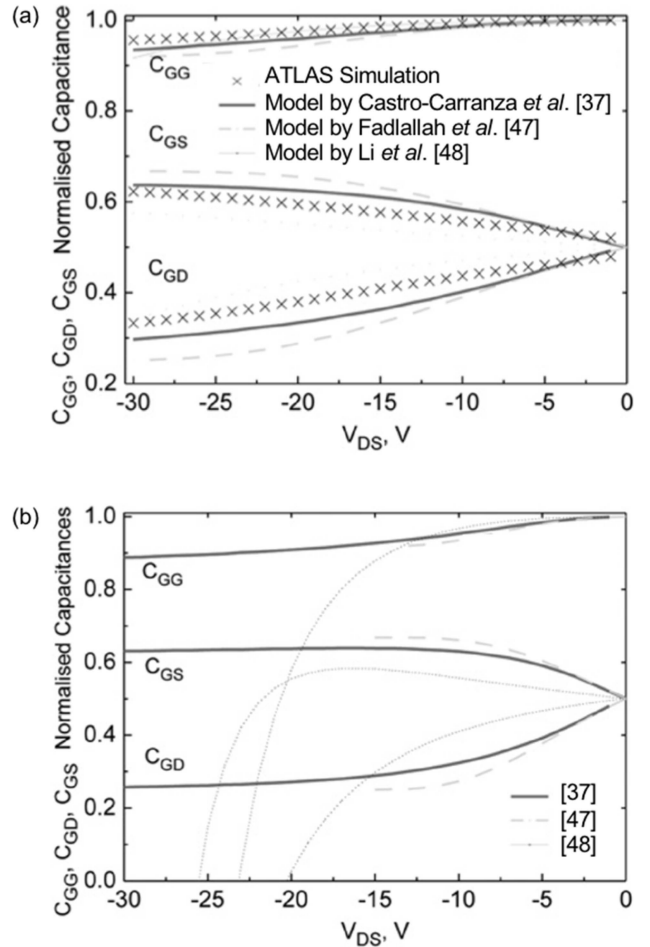 (a)
1.0
0.8
0.6
0.4
0.2
C_GG, C_GD, C_GS Normalised Capacitance
C_GG
× ATLAS Simulation
Model by Castro-Carranza et al. [37]
C_GS
Model by Fadlallah et al. [47]
Model by Li et al. [48]
C_GD
-30 -25 -20 -15 -10 -5 0
V_DS, V
(b)
1.0
0.8
0.6
0.4
0.2
0.0
C_GG, C_GD, C_GS Normalised Capacitances
C_GG
C_GS
C_GD
[37]
[47]
[48]
-30 -25 -20 -15 -10 -5 0
V_DS, V